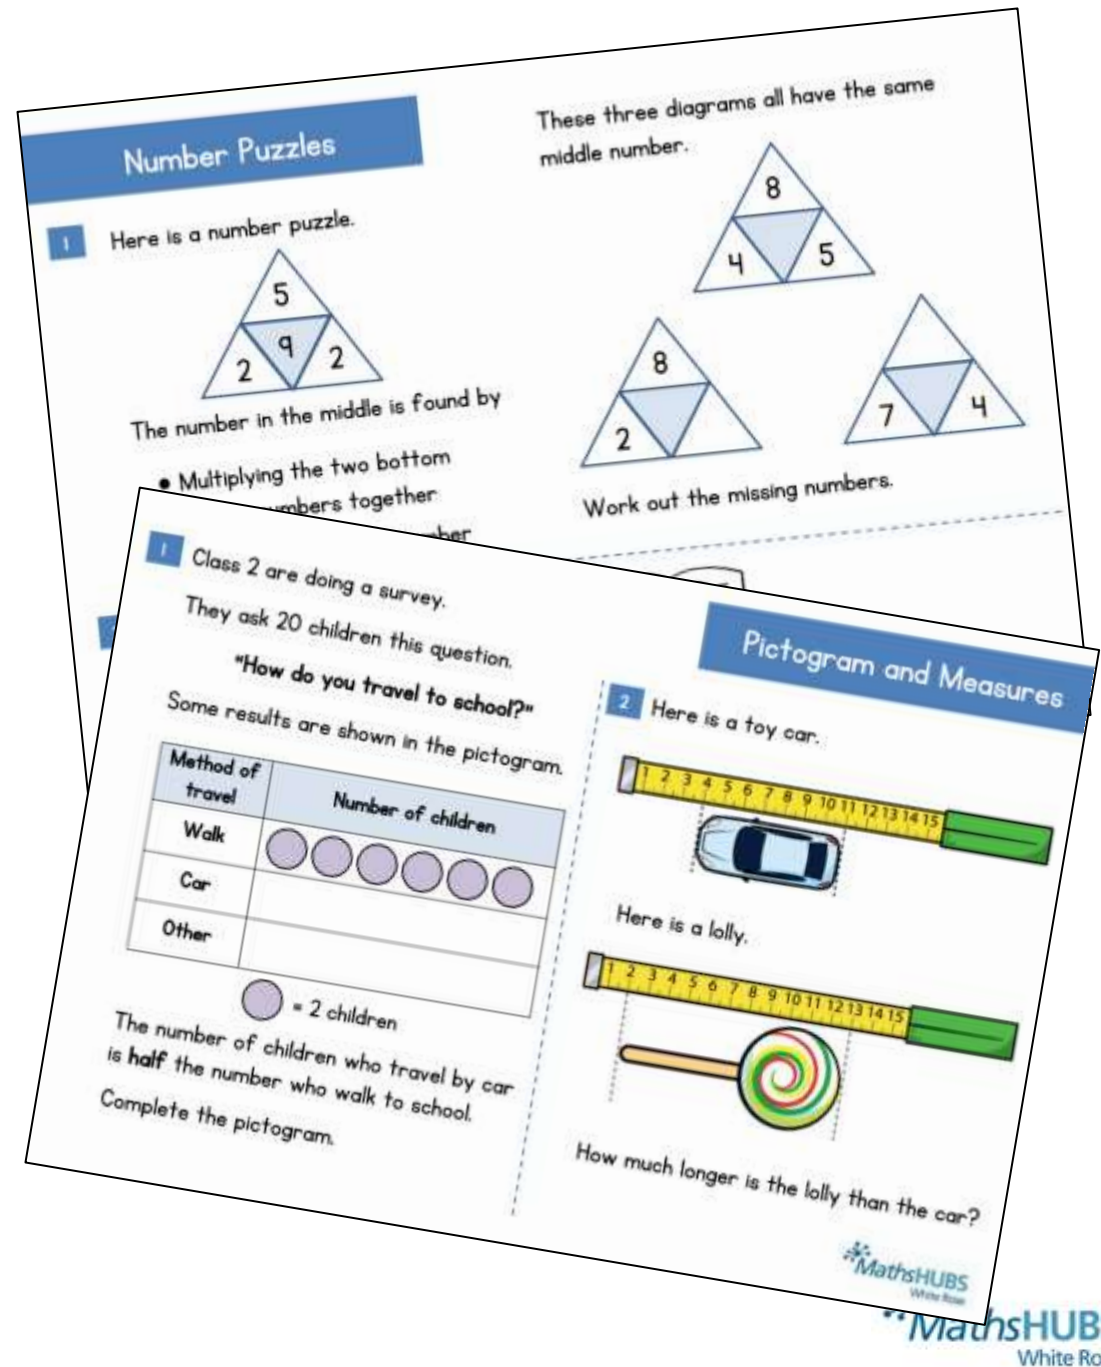 Number Puzzles
1
Here is a number puzzle.
5
9
2
2
The number in the middle is found by
• Multiplying the two bottom
together
These three diagrams all have the same
middle number.
8
4
5
8
2
7
4
Work out the missing numbers.
1
Class 2 are doing a survey.
They ask 20 children this question.
"How do you travel to school?"
Some results are shown in the pictogram.
Method of
travel
Number of children
Walk
Car
Other
= 2 children
The number of children who travel by car
is half the number who walk to school.
Complete the pictogram.
Pictogram and Measures
2
Here is a toy car.
1 2 3 4 5 6 7 8 9 10 11 12 13 14 15
Here is a lolly.
1 2 3 4 5 6 7 8 9 10 11 12 13 14 15
How much longer is the lolly than the car?
MathsHUBS
White Rose
MathsHUB
White Ro